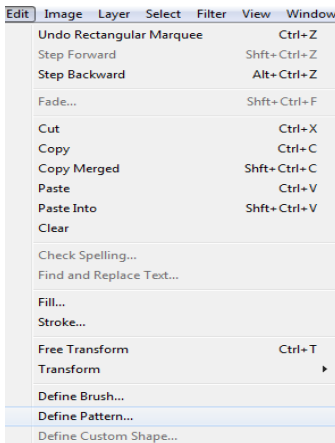 Edit Image Layer Select Filter View Window
Undo Rectangular Marquee Ctrl+Z
Step Forward Shft+Ctrl+Z
Step Backward Alt+Ctrl+Z
Fade... Shft+Ctrl+F
Cut Ctrl+X
Copy Ctrl+C
Copy Merged Shft+Ctrl+C
Paste Ctrl+V
Paste Into Shft+Ctrl+V
Clear
Check Spelling...
Find and Replace Text...
Fill...
Stroke...
Free Transform Ctrl+T
Transform
Define Brush...
Define Pattern...
Define Custom Shape...